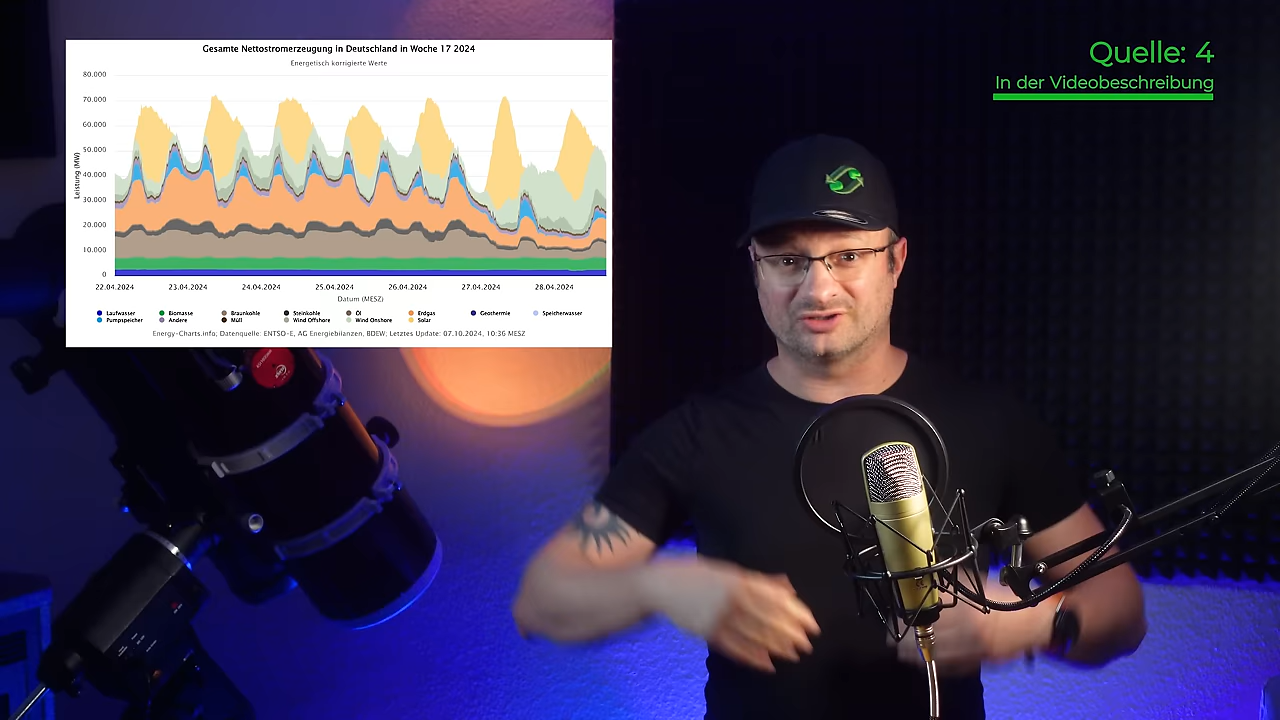 Gesamte Nettostromerzeugung in Deutschland in Woche 17 2024
Energetisch korrigierte Werte
80.000
70.000
60.000
50.000
40.000
30.000
20.000
10.000
0
Leistung (MW)
22.04.2024 23.04.2024 24.04.2024 25.04.2024 26.04.2024 27.04.2024 28.04.2024
Datum (MESZ)
Laufwasser Biomasse Braunkohle Steinkohle Öl Erdgas Geothermie Speicherwasser
Pumpspeicher Andere Müll Wind Offshore Wind Onshore Solar
Energy-Charts.info; Datenquelle: ENTSO-E, AG Energiebilanzen, BDEW; Letztes Update: 07.10.2024, 10:36 MESZ
Quelle: 4
In der Videobeschreibung